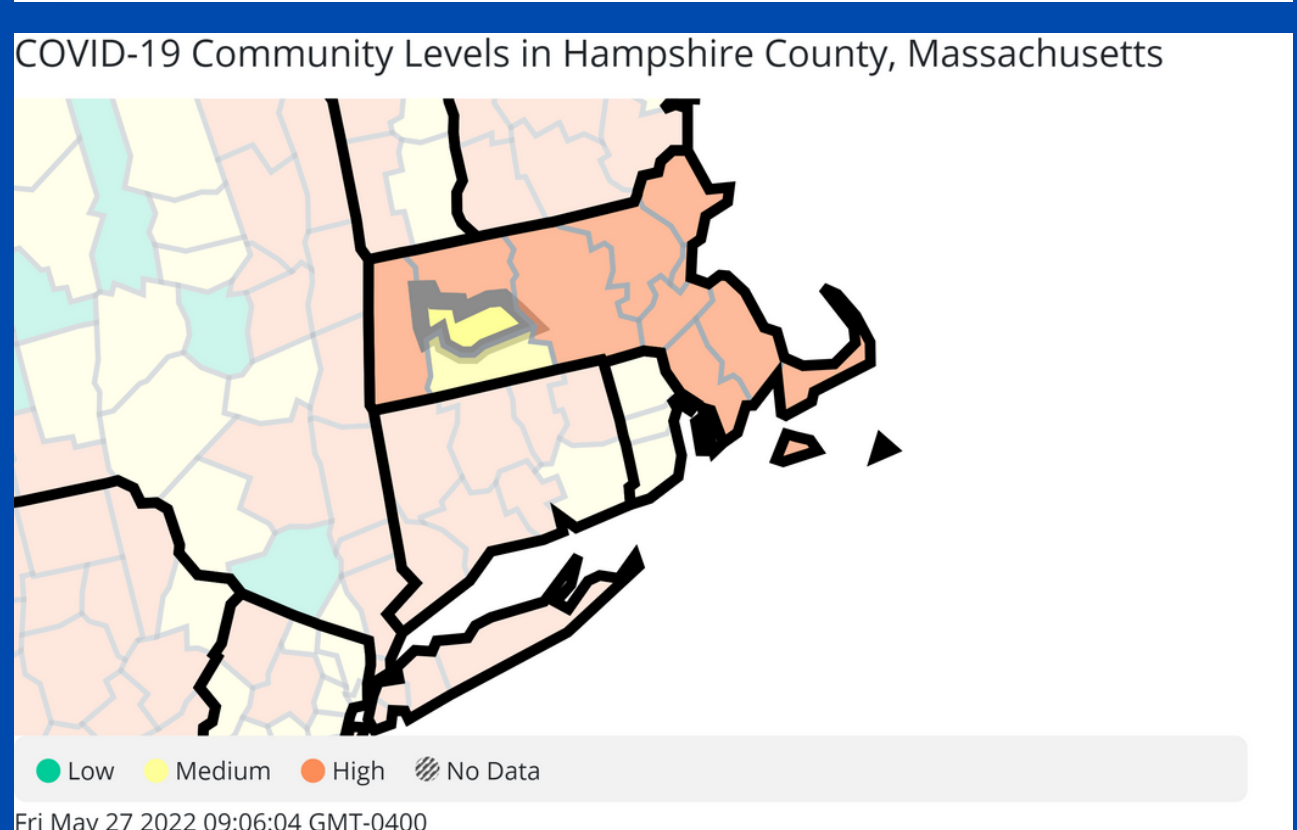 COVID-19 Community Levels in Hampshire County, Massachusetts
Low Medium High No Data
Fri May 27 2022 09:06:04 GMT-0400